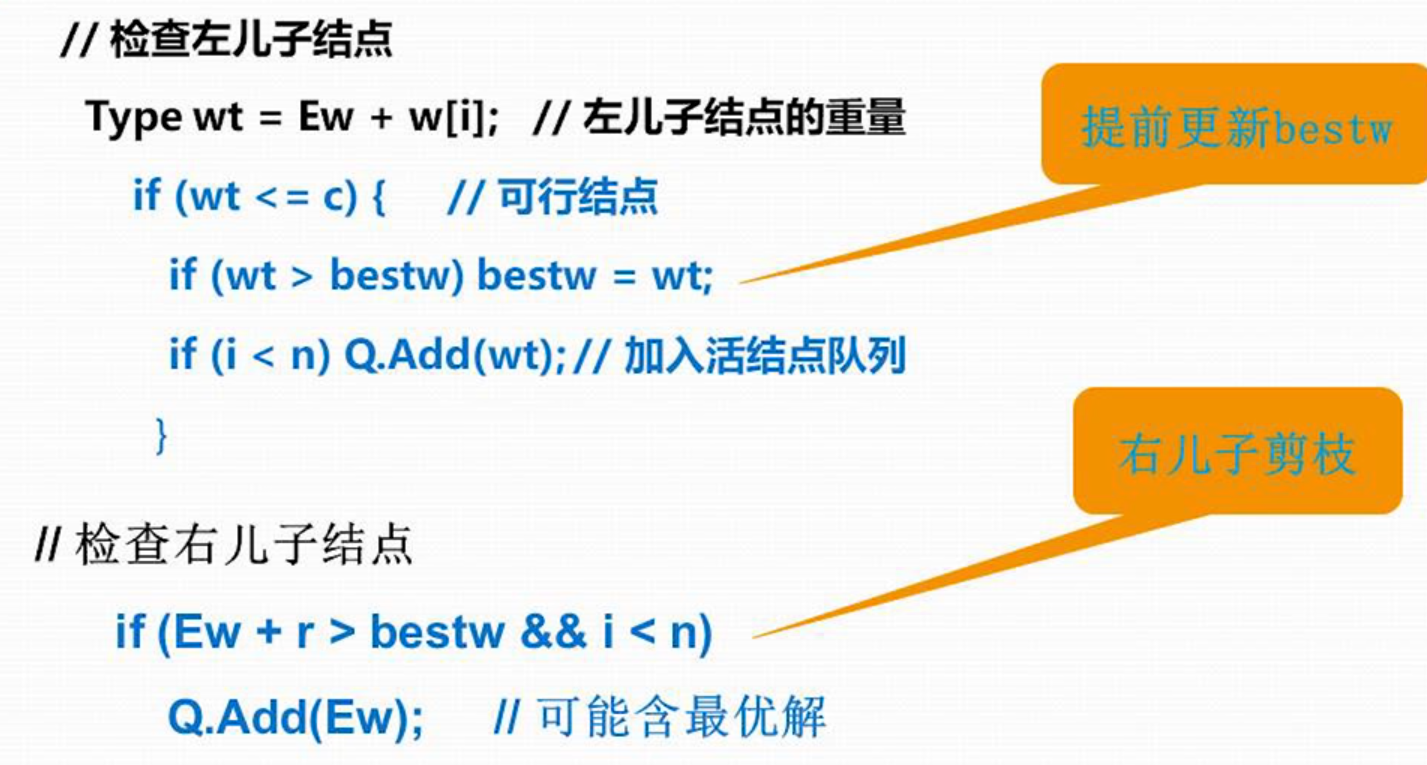 // 检查左儿子结点
Type wt = Ew + w[i]; // 左儿子结点的重量
提前更新bestw
if (wt <= c) { // 可行结点
if (wt > bestw) bestw = wt;
if (i < n) Q.Add(wt); // 加入活结点队列
}
右儿子剪枝
// 检查右儿子结点
if (Ew + r > bestw && i < n)
Q.Add(Ew); // 可能含最优解